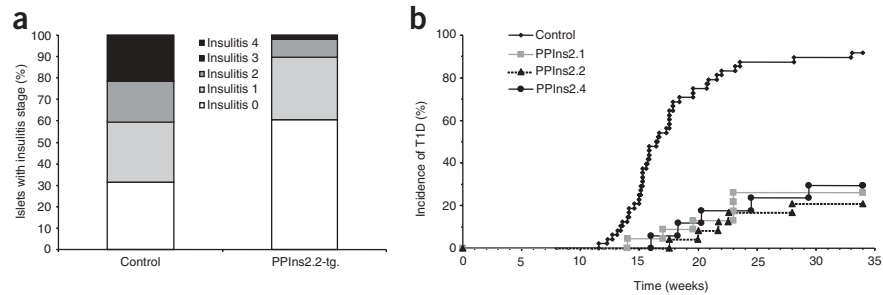 a
Islets with insulitis stage (%)
100
90
80
70
60
50
40
30
20
10
0
Control
PPIns2.2-tg.
Insulitis 4
Insulitis 3
Insulitis 2
Insulitis 1
Insulitis 0
b
Incidence of T1D (%)
100
80
60
40
20
0
0 5 10 15 20 25 30 35
Time (weeks)
Control
PPIns2.1
PPIns2.2
PPIns2.4